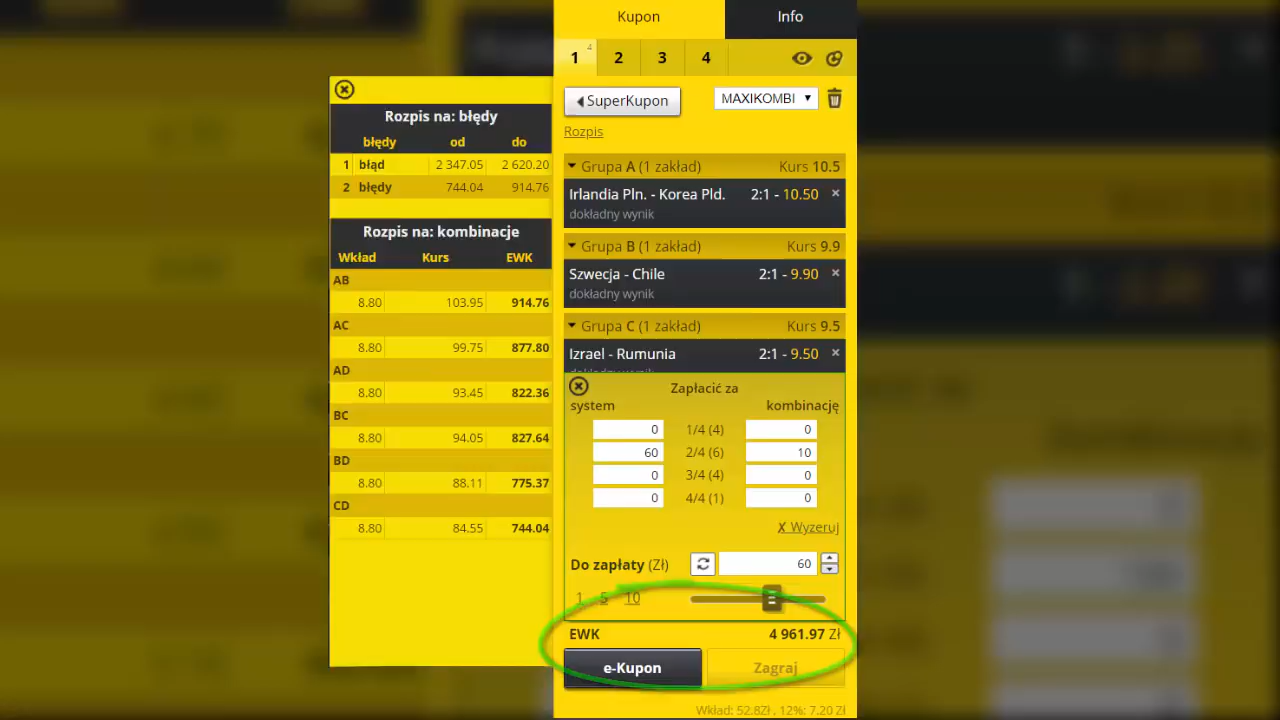 Kupon Info
1 4 2 3 4
SuperKupon MAXIKOMBI
Rozpis
Rozpis na: błędy
błędy od do
1 błąd 2 347.05 2 620.20
2 błędy 744.04 914.76
Rozpis na: kombinacje
Wkład Kurs EWK
AB
8.80 103.95 914.76
AC
8.80 99.75 877.80
AD
8.80 93.45 822.36
BC
8.80 94.05 827.64
BD
8.80 88.11 775.37
CD
8.80 84.55 744.04
Grupa A (1 zakład) Kurs 10.5
Irlandia Płn. - Korea Płd. 2:1 - 10.50 ×
dokładny wynik
Grupa B (1 zakład) Kurs 9.9
Szwecja - Chile 2:1 - 9.90 ×
dokładny wynik
Grupa C (1 zakład) Kurs 9.5
Izrael - Rumunia 2:1 - 9.50 ×
Zapłacić za
system kombinację
0 1/4 (4) 0
60 2/4 (6) 10
0 3/4 (4) 0
0 4/4 (1) 0
X Wyzeruj
Do zapłaty (Zł) 60
1 5 10
EWK 4 961.97 Zł
e-Kupon Zagraj
Wkład: 52.8Zł , 12%: 7.20 Zł